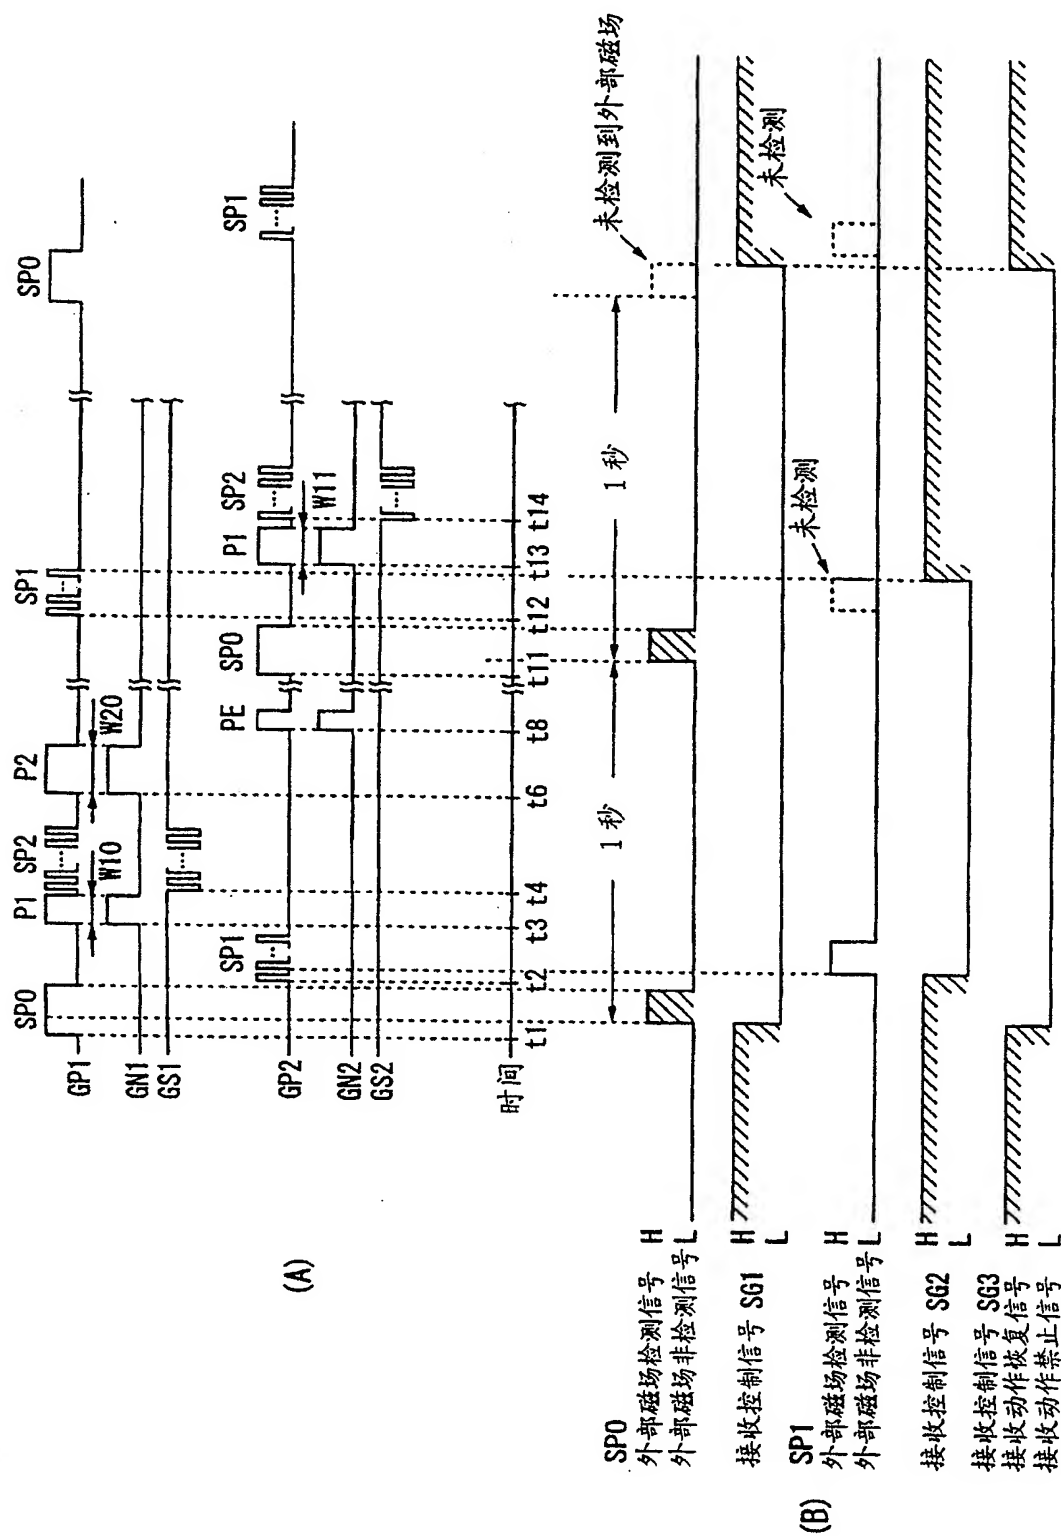 (A)
SP0 P1 SP2 P2 SP1 SP0
W10 W20
GP1
GN1
GS1
SP1 PE SP0 P1 SP2 SP1
W11
GP2
GN2
GS2
时间
t1 t2 t3 t4 t6 t8 t11 t12 t13 t14
(B)
SP0
外部磁场检测信号 H
外部磁场非检测信号 L
1秒 1秒
未检测到外部磁场
接收控制信号 SG1 H
L
SP1
外部磁场检测信号 H
外部磁场非检测信号 L
未检测 未检测
接收控制信号 SG2 H
L
接收控制信号 SG3
接收动作恢复信号 H
接收动作禁止信号 L